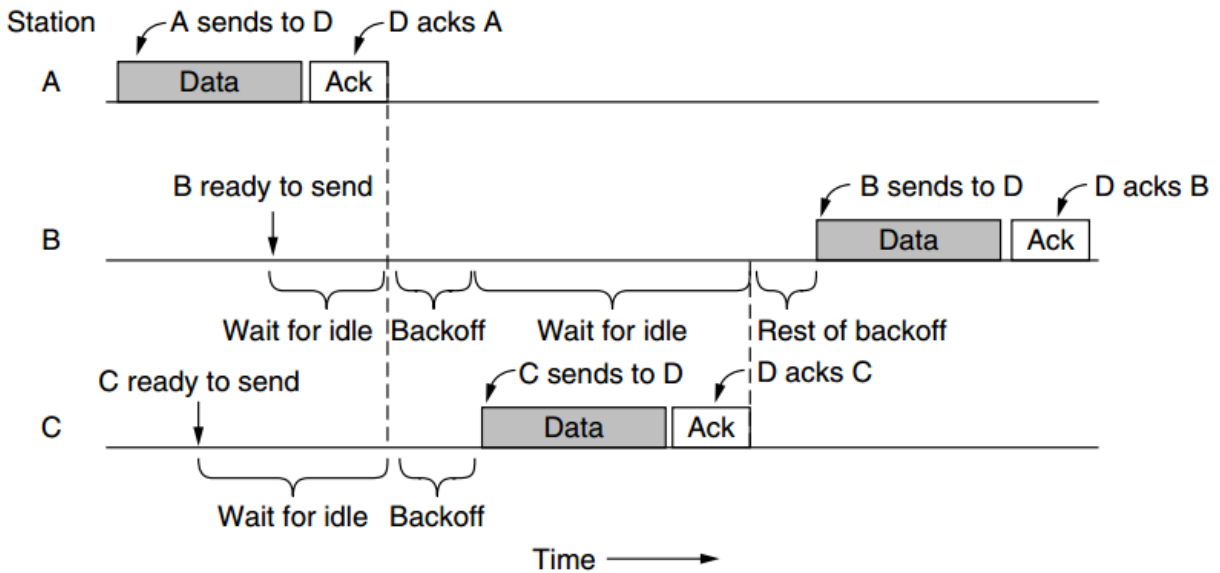 Station
A sends to D
D acks A
A
Data
Ack
B ready to send
B sends to D
D acks B
B
Data
Ack
Wait for idle
Backoff
Wait for idle
Rest of backoff
C ready to send
C sends to D
D acks C
C
Data
Ack
Wait for idle
Backoff
Time